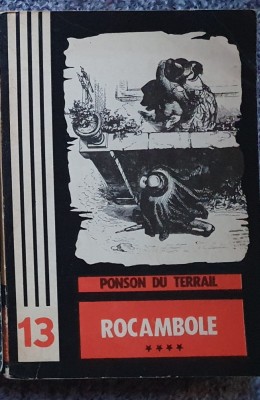 PONSON DU TERRAIL
13
ROCAMBOLE
★★★★